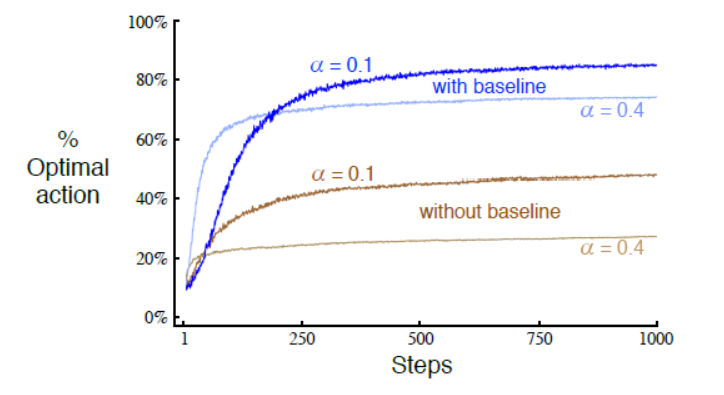 100%
α = 0.1
80%
with baseline
α = 0.4
%
Optimal
action
60%
α = 0.1
40%
without baseline
α = 0.4
20%
0%
1
250
500
750
1000
Steps